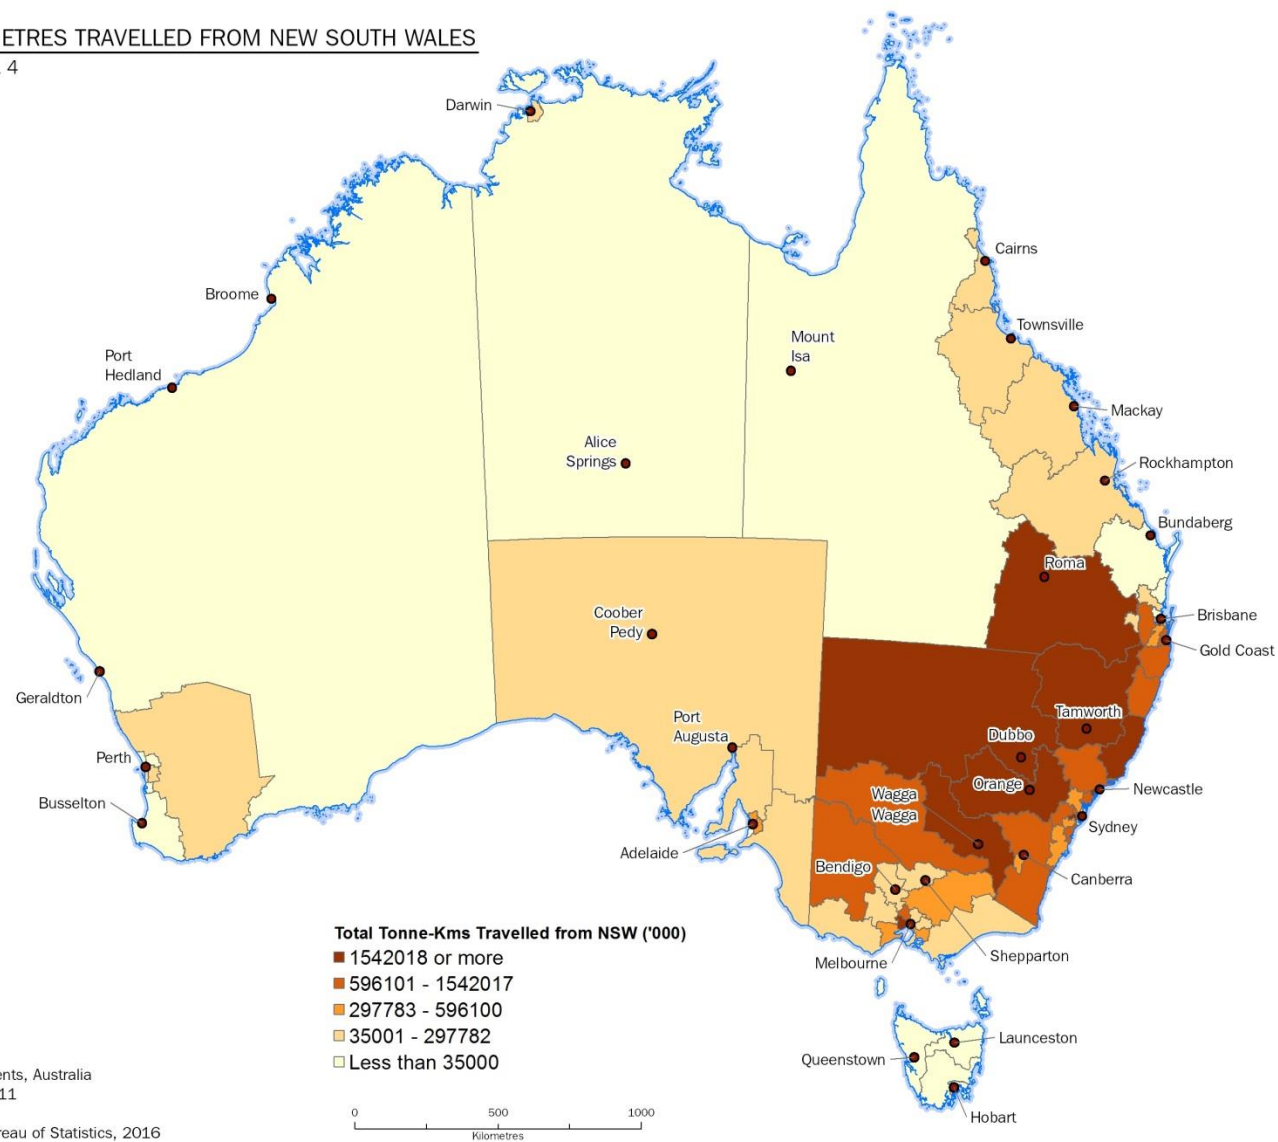 ETRES TRAVELLED FROM NEW SOUTH WALES
4
Darwin
Cairns
Broome
Townsville
Mount
Isa
Port
Hedland
Mackay
Alice
Springs
Rockhampton
Bundaberg
Roma
Coober
Pedy
Brisbane
Gold Coast
Geraldton
Port
Augusta
Tamworth
Dubbo
Perth
Orange
Newcastle
Wagga
Wagga
Busselton
Sydney
Adelaide
Bendigo
Canberra
Total Tonne-Kms Travelled from NSW ('000)
1542018 or more
596101 - 1542017
297783 - 596100
35001 - 297782
Less than 35000
Melbourne
Shepparton
Launceston
Queenstown
Hobart
ents, Australia
11
reau of Statistics, 2016
0 500 1000
Kilometres